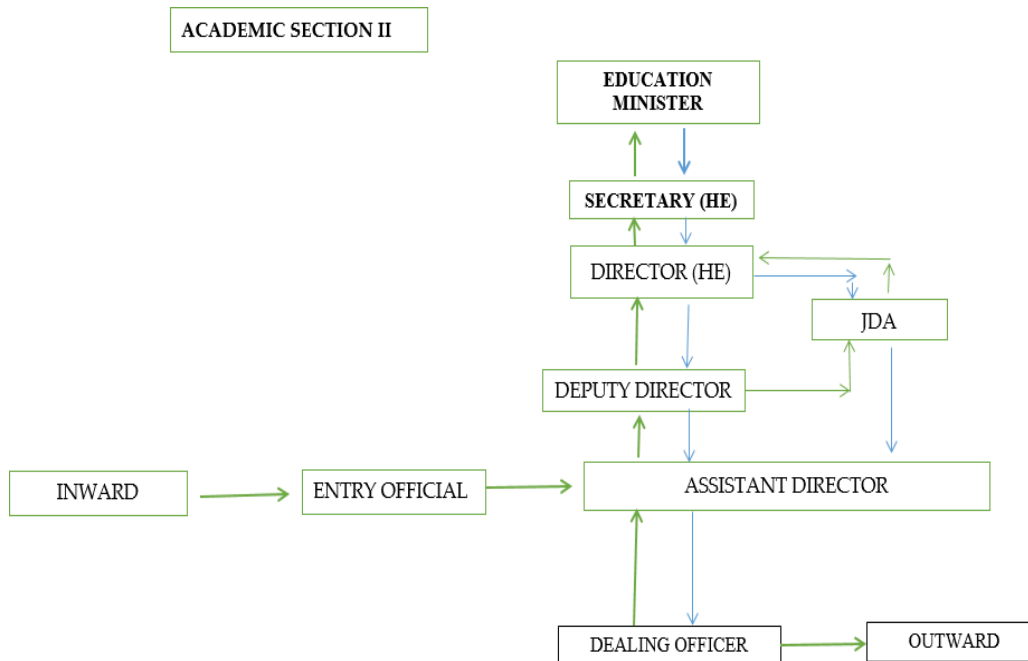 ACADEMIC SECTION II
EDUCATION
MINISTER
SECRETARY (HE)
DIRECTOR (HE)
JDA
DEPUTY DIRECTOR
INWARD
ENTRY OFFICIAL
ASSISTANT DIRECTOR
DEALING OFFICER
OUTWARD